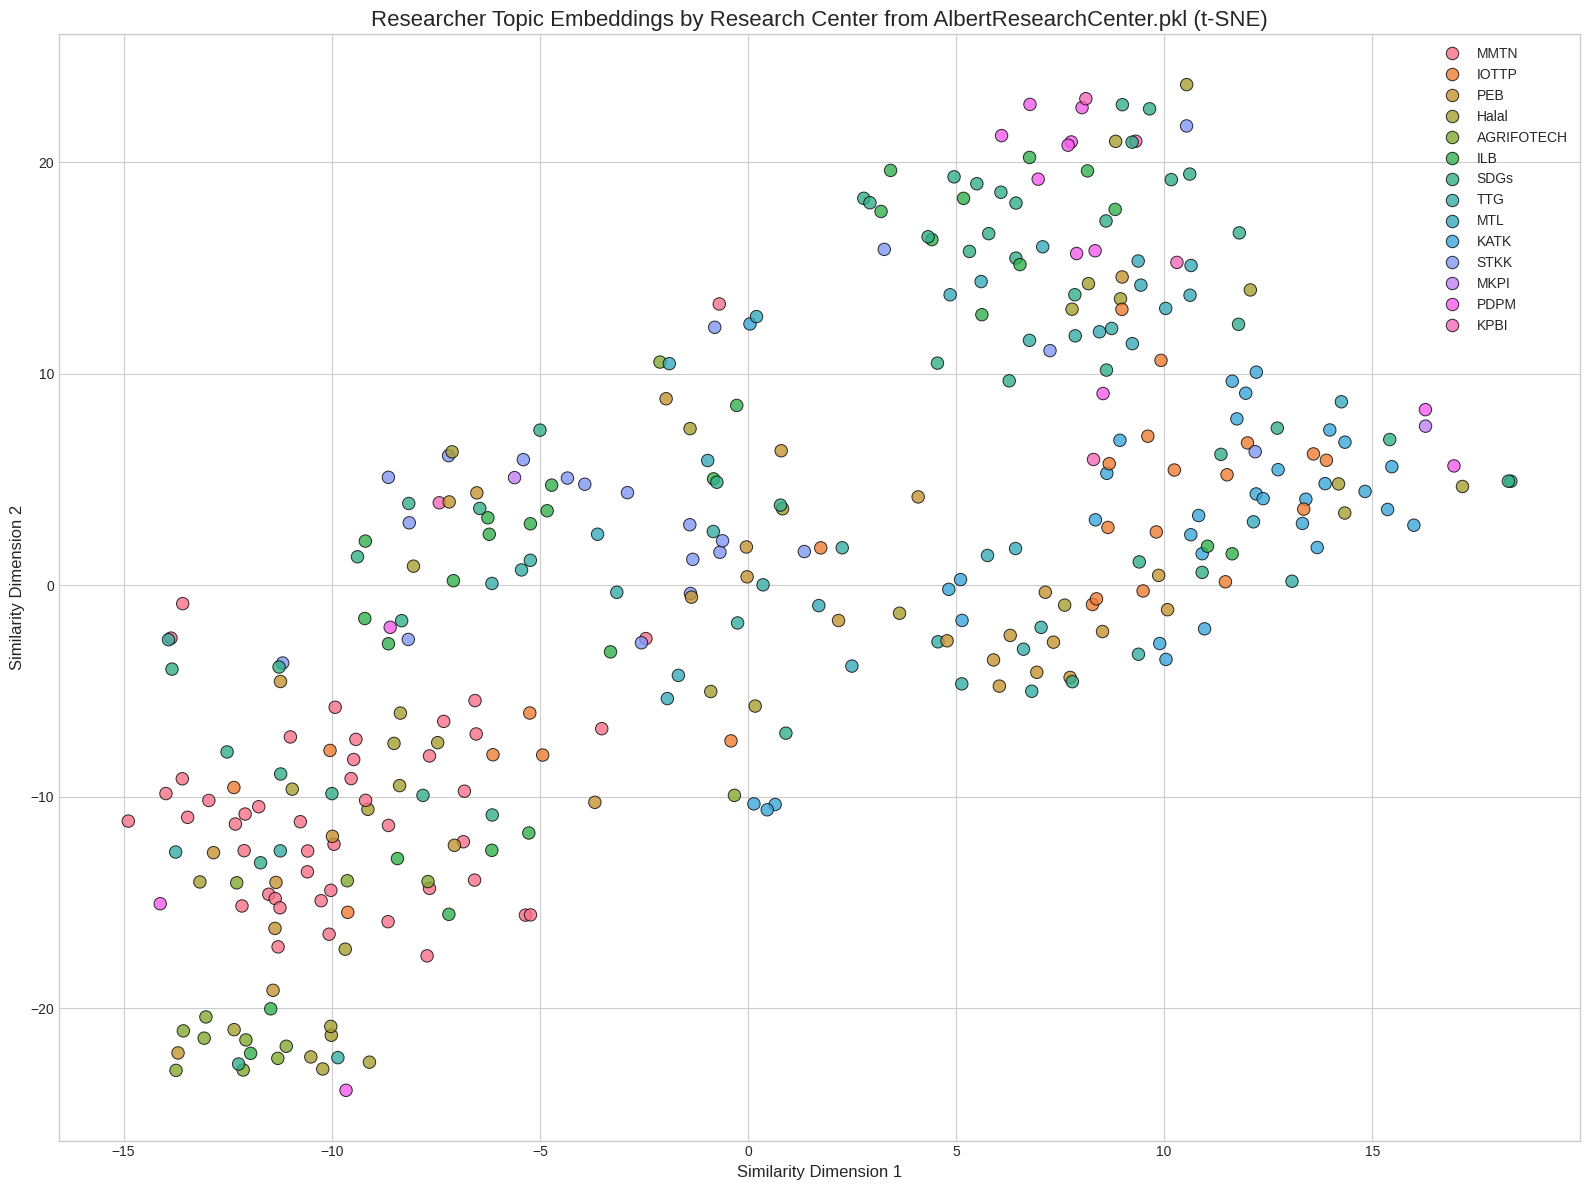 Researcher Topic Embeddings by Research Center from AlbertResearchCenter.pkl (t-SNE)
MMTN
IOTTP
PEB
Halal
AGRIFOTECH
ILB
SDGs
TTG
MTL
KATK
STKK
MKPI
PDPM
KPBI
Similarity Dimension 2
20
10
0
−10
−20
−15 −10 −5 0 5 10 15
Similarity Dimension 1